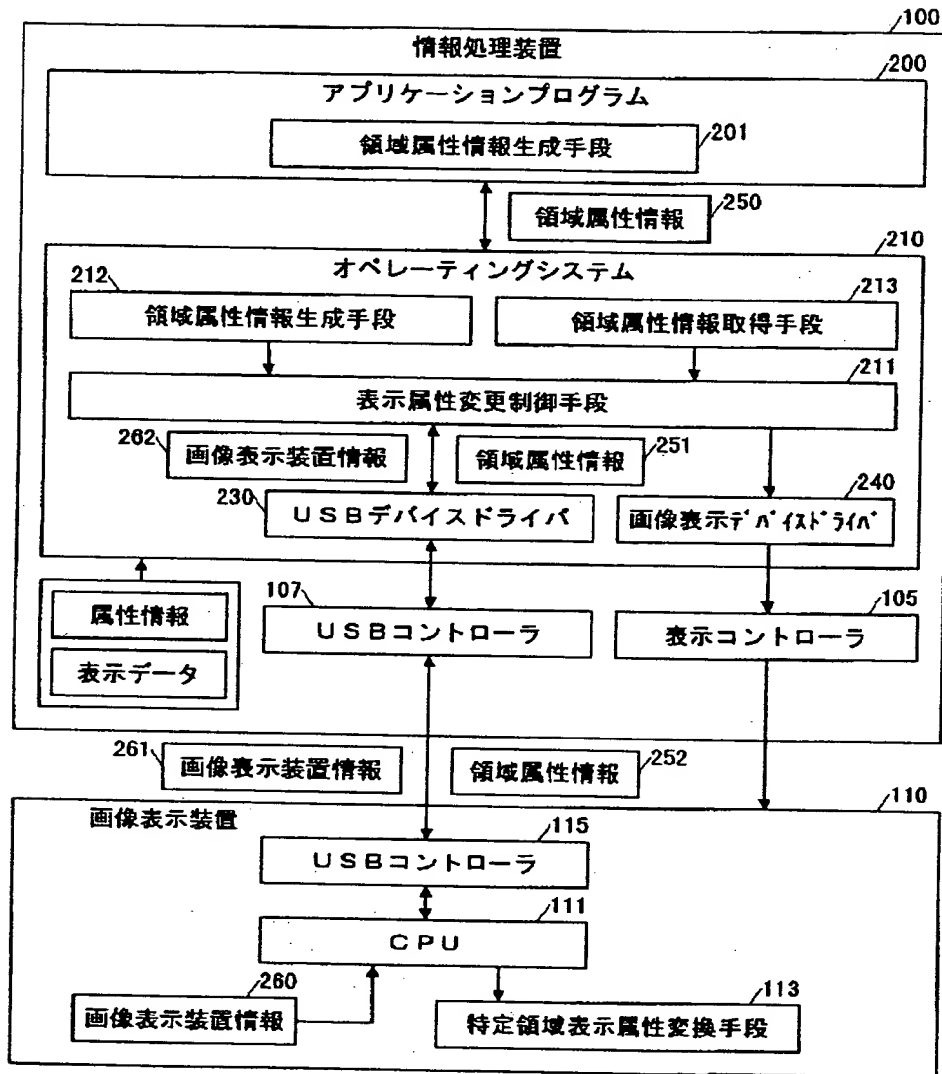 100
情報処理装置
200
アプリケーションプログラム
201
領域属性情報生成手段
領域属性情報
250
210
オペレーティングシステム
212
領域属性情報生成手段
213
領域属性情報取得手段
211
表示属性変更制御手段
262
画像表示装置情報
領域属性情報
251
230
USBデバイスドライバ
240
画像表示ﾃﾞﾊﾞｲｽﾄﾞﾗｲﾊﾞ
属性情報
表示データ
107
USBコントローラ
105
表示コントローラ
261
画像表示装置情報
領域属性情報
252
110
画像表示装置
115
USBコントローラ
111
CPU
260
画像表示装置情報
113
特定領域表示属性変換手段